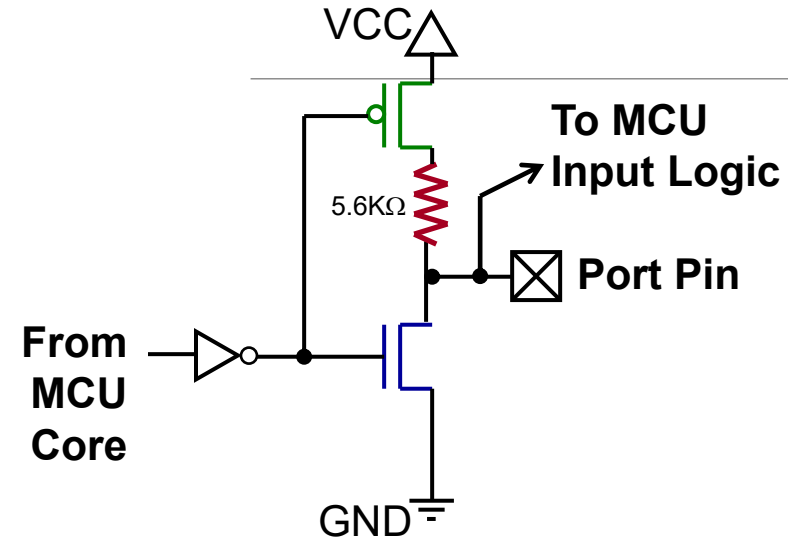 VCC
To MCU
Input Logic
5.6KΩ
Port Pin
From
MCU
Core
GND